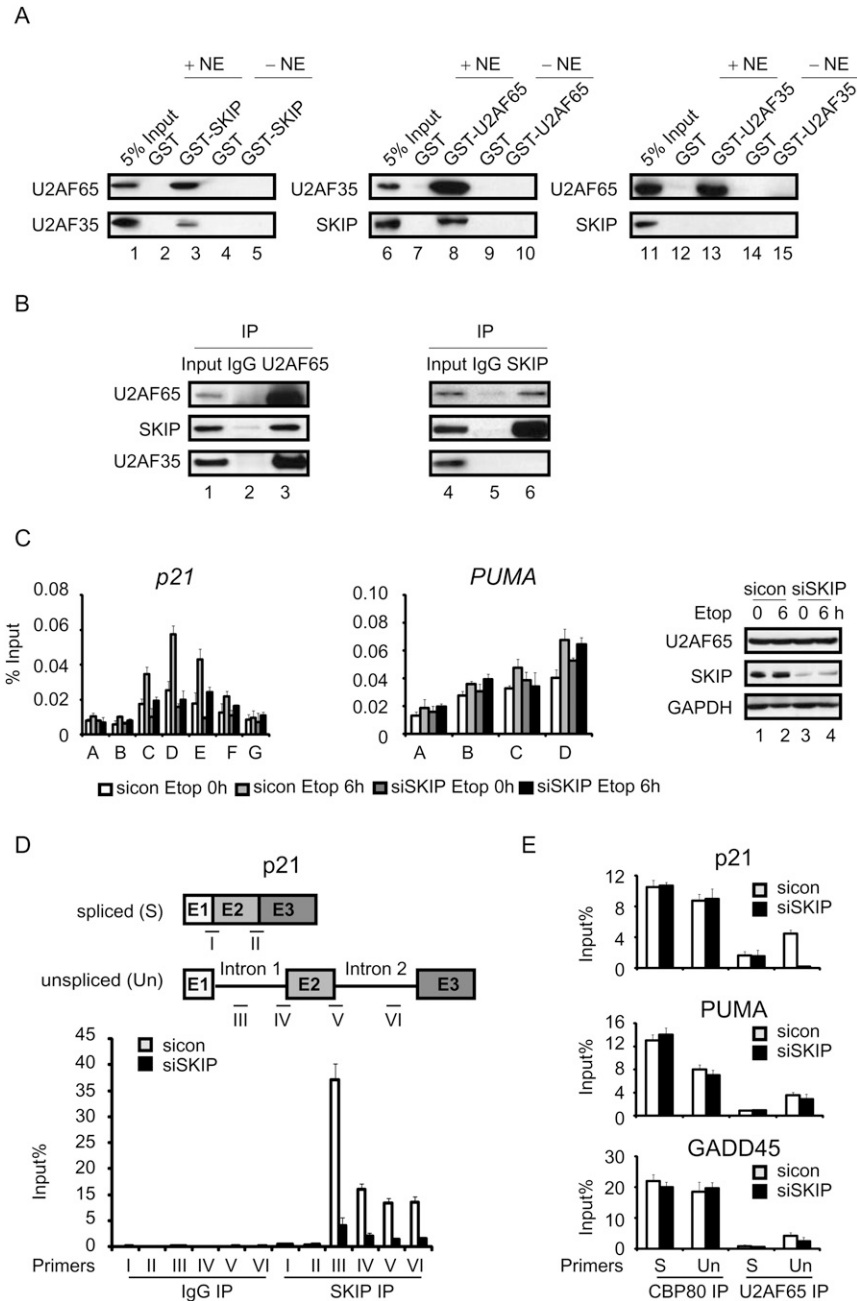 A
+ NE – NE + NE – NE + NE – NE
5% Input GST GST-SKIP GST GST-SKIP 5% Input GST GST-U2AF65 GST GST-U2AF65 5% Input GST GST-U2AF35 GST GST-U2AF35
U2AF65 U2AF35 U2AF65
U2AF35 SKIP SKIP
1 2 3 4 5 6 7 8 9 10 11 12 13 14 15
B
IP IP
Input IgG U2AF65 Input IgG SKIP
U2AF65
SKIP
U2AF35
1 2 3 4 5 6
C
p21 PUMA
% Input
0.08
0.06
0.04
0.02
0
A B C D E F G
0.10
0.08
0.06
0.04
0.02
0
A B C D
sicon siSKIP
Etop 0 6 0 6 h
U2AF65
SKIP
GAPDH
1 2 3 4
sicon Etop 0h sicon Etop 6h siSKIP Etop 0h siSKIP Etop 6h
D
p21
spliced (S) E1 E2 E3
I II
unspliced (Un) E1 Intron 1 E2 Intron 2 E3
III IV V VI
Input%
45
40
35
30
25
20
15
10
5
0
sicon
siSKIP
Primers I II III IV V VI I II III IV V VI
IgG IP SKIP IP
E
p21
Input%
12
8
4
0
sicon
siSKIP
PUMA
Input%
16
12
8
4
0
sicon
siSKIP
GADD45
Input%
30
20
10
0
sicon
siSKIP
Primers S Un S Un
CBP80 IP U2AF65 IP